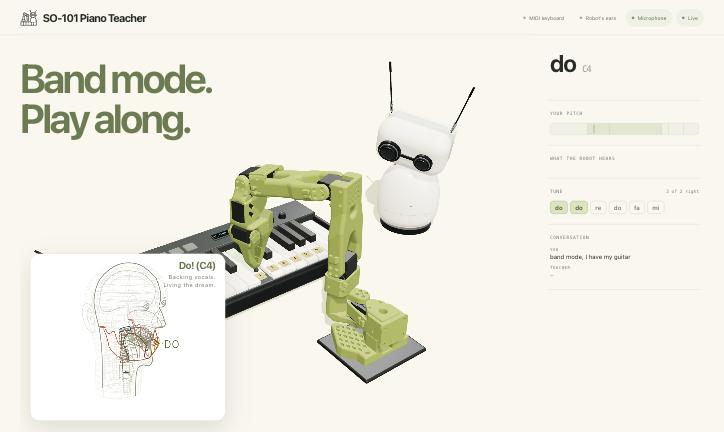 SO-101 Piano Teacher
MIDI keyboard
Robot's ears
Microphone
Live
Band mode.
Play along.
do C4
YOUR PITCH
WHAT THE ROBOT HEARS
TUNE
2 of 2 right
do
do
re
do
fa
mi
CONVERSATION
YOU
band mode, I have my guitar
TEACHER
Do! (C4)
Backing vocals.
Living the dream.
DO